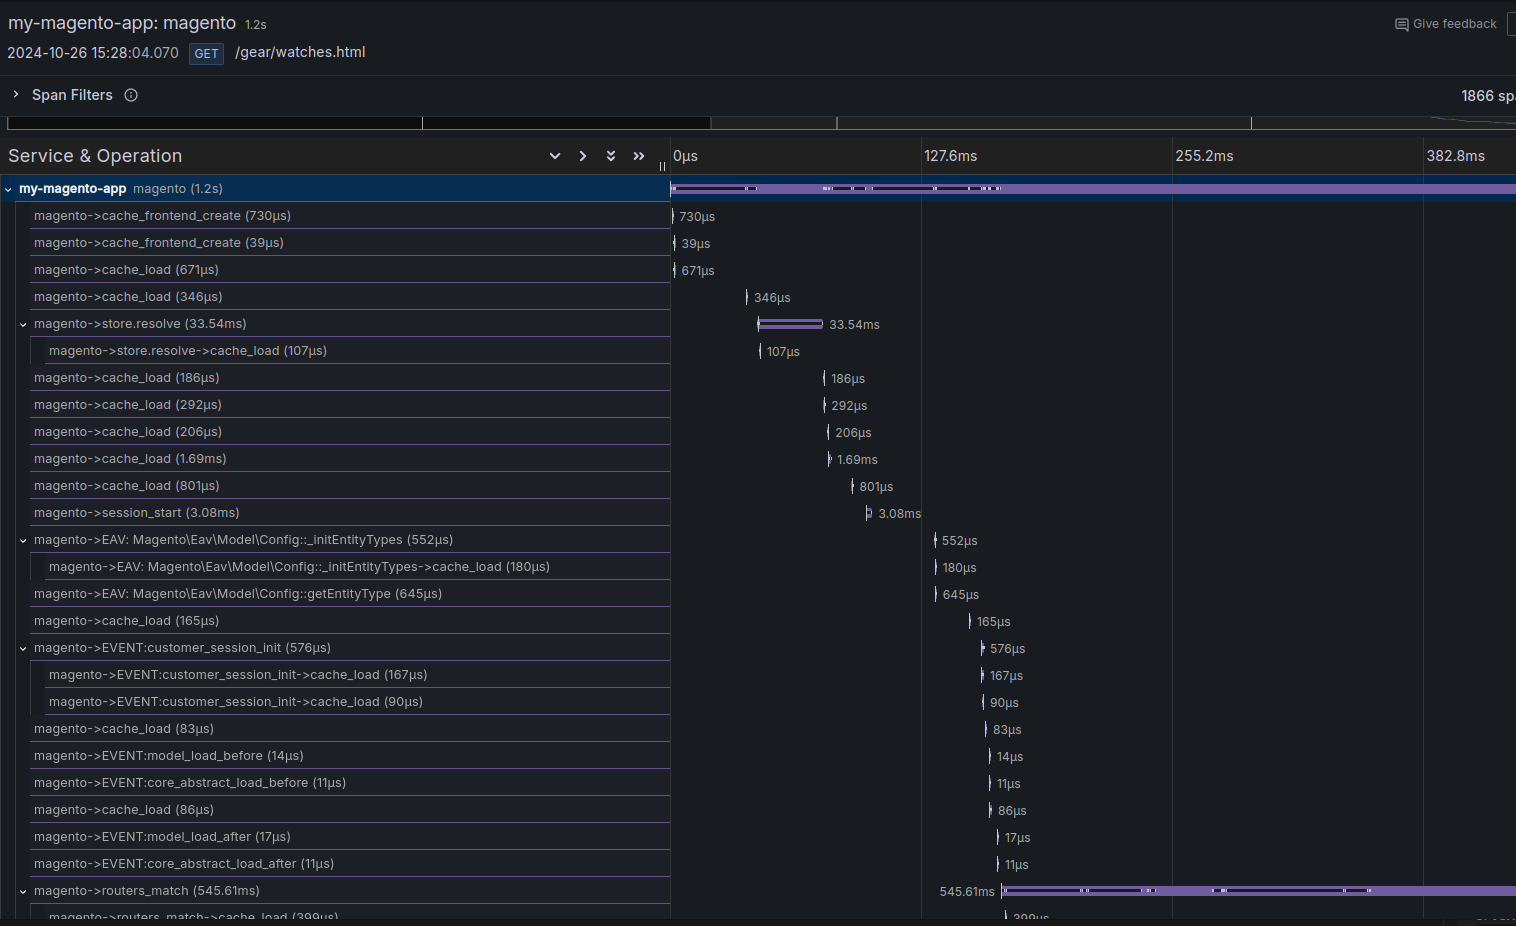 my-magento-app: magento 1.2s
Give feedback
2024-10-26 15:28:04.070 GET /gear/watches.html
Span Filters
1866
Service & Operation 0μs 127.6ms 255.2ms 382.8ms
my-magento-app magento (1.2s)
magento->cache_frontend_create (730μs) 730μs
magento->cache_frontend_create (39μs) 39μs
magento->cache_load (671μs) 671μs
magento->cache_load (346μs) 346μs
magento->store.resolve (33.54ms) 33.54ms
magento->store.resolve->cache_load (107μs) 107μs
magento->cache_load (186μs) 186μs
magento->cache_load (292μs) 292μs
magento->cache_load (206μs) 206μs
magento->cache_load (1.69ms) 1.69ms
magento->cache_load (801μs) 801μs
magento->session_start (3.08ms) 3.08ms
magento->EAV: Magento\Eav\Model\Config::_initEntityTypes (552μs) 552μs
magento->EAV: Magento\Eav\Model\Config::_initEntityTypes->cache_load (180μs) 180μs
magento->EAV: Magento\Eav\Model\Config::getEntityType (645μs) 645μs
magento->cache_load (165μs) 165μs
magento->EVENT:customer_session_init (576μs) 576μs
magento->EVENT:customer_session_init->cache_load (167μs) 167μs
magento->EVENT:customer_session_init->cache_load (90μs) 90μs
magento->cache_load (83μs) 83μs
magento->EVENT:model_load_before (14μs) 14μs
magento->EVENT:core_abstract_load_before (11μs) 11μs
magento->cache_load (86μs) 86μs
magento->EVENT:model_load_after (17μs) 17μs
magento->EVENT:core_abstract_load_after (11μs) 11μs
magento->routers_match (545.61ms) 545.61ms
magento->routers_match->cache_load (399μs) 399μs